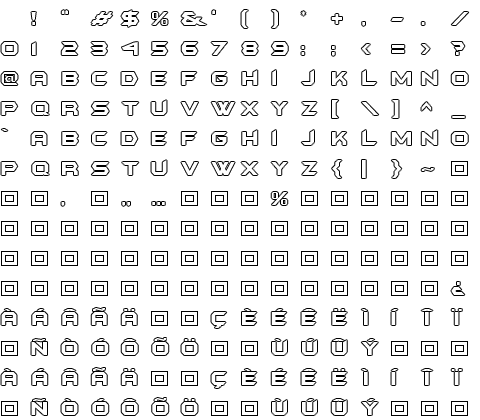 ! " # $ % & ' ( ) * + , - . /
0 1 2 3 4 5 6 7 8 9 : ; < = > ?
@ A B C D E F G H I J K L M N O
P Q R S T U V W X Y Z [ \ ] ^ _
` A B C D E F G H I J K L M N O
P Q R S T U V W X Y Z { | } ~
, „ … ‰
¿
À Á Â Ã Ä Ç È É Ê Ë Ì Í Î Ï
Ñ Ò Ó Ô Õ Ö Ù Ú Û Ü
À Á Â Ã Ä Ç È É Ê Ë Ì Í Î Ï
Ñ Ò Ó Ô Õ Ö Ù Ú Û Ü